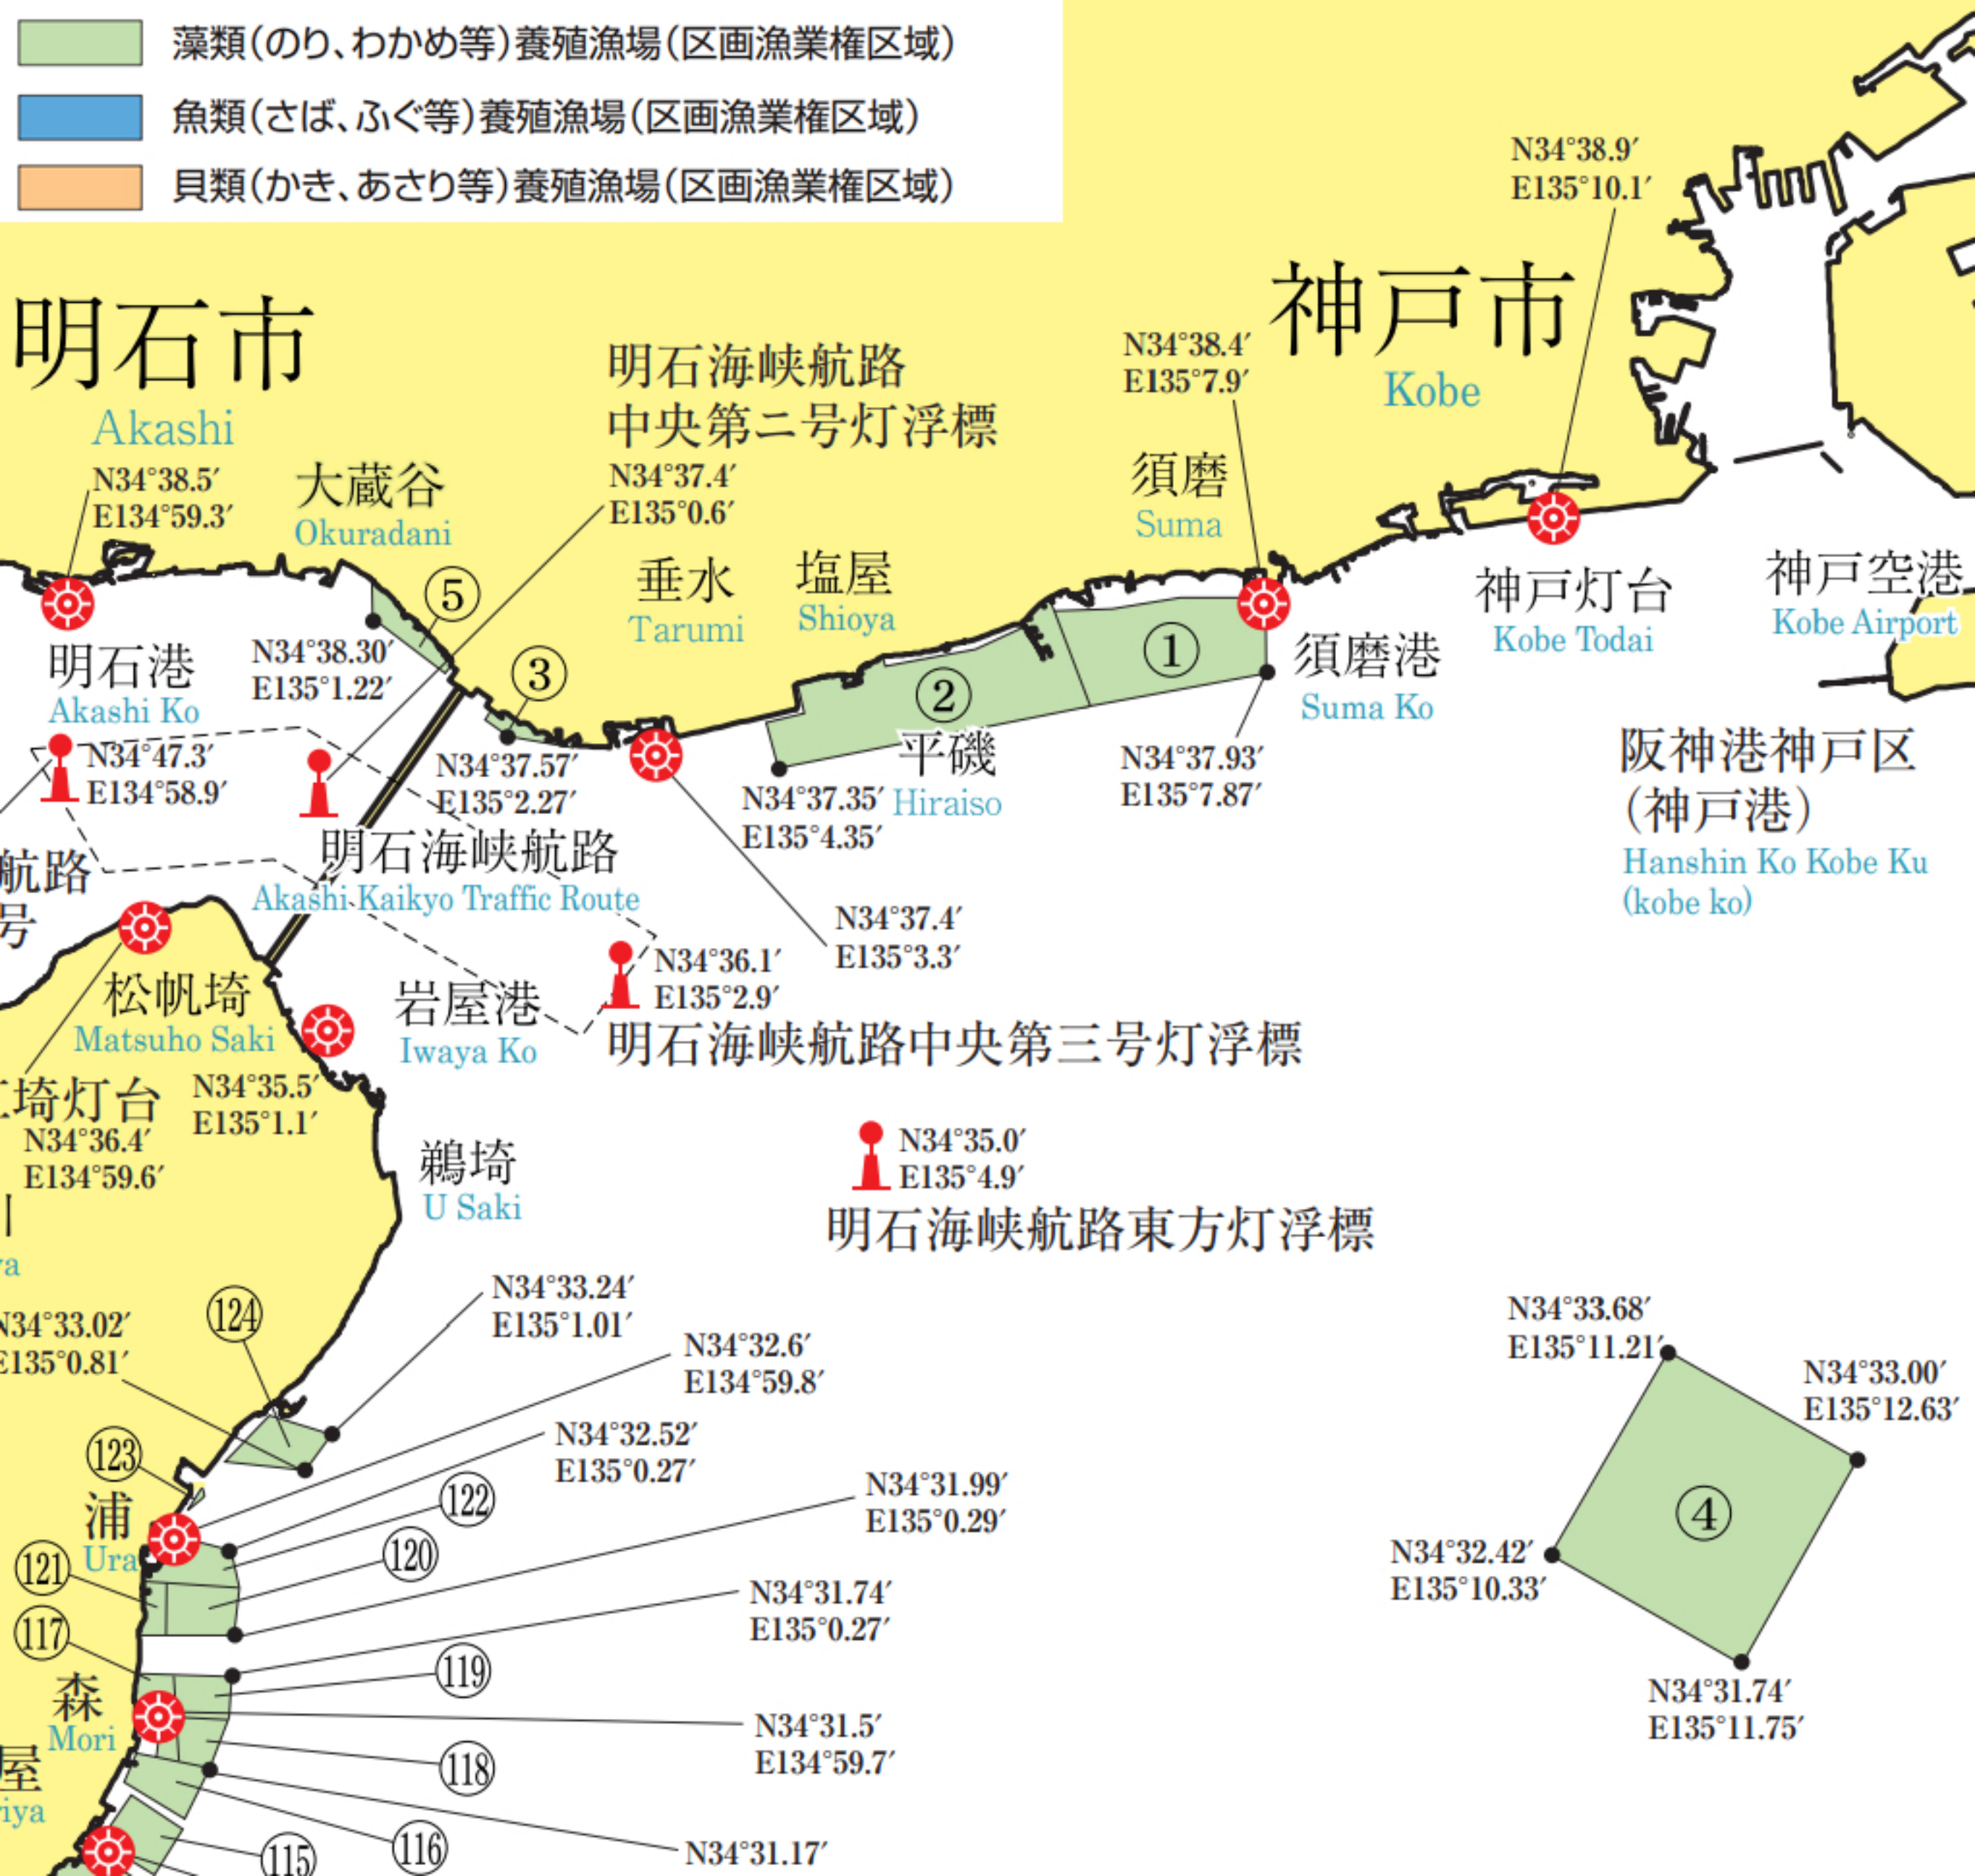 藻類（のり、わかめ等）養殖漁場（区画漁業権区域）
魚類（さば、ふぐ等）養殖漁場（区画漁業権区域）
貝類（かき、あさり等）養殖漁場（区画漁業権区域）
N34°38.9′
E135°10.1′
明石市
Akashi
N34°38.5′
E134°59.3′
大蔵谷
Okuradani
明石海峡航路
中央第二号灯浮標
N34°37.4′
E135°0.6′
神戸市
Kobe
N34°38.4′
E135°7.9′
須磨
Suma
垂水
Tarumi
塩屋
Shioya
⑤
③
②
①
神戸灯台
Kobe Todai
神戸空港
Kobe Airport
明石港
Akashi Ko
N34°38.30′
E135°1.22′
須磨港
Suma Ko
N34°47.3′
E134°58.9′
N34°37.57′
E135°2.27′
平磯
Hiraiso
N34°37.35′
E135°4.35′
N34°37.93′
E135°7.87′
阪神港神戸区
（神戸港）
Hanshin Ko Kobe Ku
(kobe ko)
明石海峡航路
Akashi Kaikyo Traffic Route
航路
号
N34°37.4′
E135°3.3′
N34°36.1′
E135°2.9′
明石海峡航路中央第三号灯浮標
松帆埼
Matsuho Saki
岩屋港
Iwaya Ko
埼灯台
N34°36.4′
E134°59.6′
N34°35.5′
E135°1.1′
鵜埼
U Saki
N34°35.0′
E135°4.9′
明石海峡航路東方灯浮標
a
N34°33.02′
E135°0.81′
124
N34°33.24′
E135°1.01′
N34°32.6′
E134°59.8′
N34°33.68′
E135°11.21′
N34°33.00′
E135°12.63′
④
N34°32.42′
E135°10.33′
N34°31.74′
E135°11.75′
123
浦
Ura
N34°32.52′
E135°0.27′
122
120
121
117
N34°31.99′
E135°0.29′
N34°31.74′
E135°0.27′
119
森
Mori
N34°31.5′
E134°59.7′
118
屋
iya
116
115
N34°31.17′